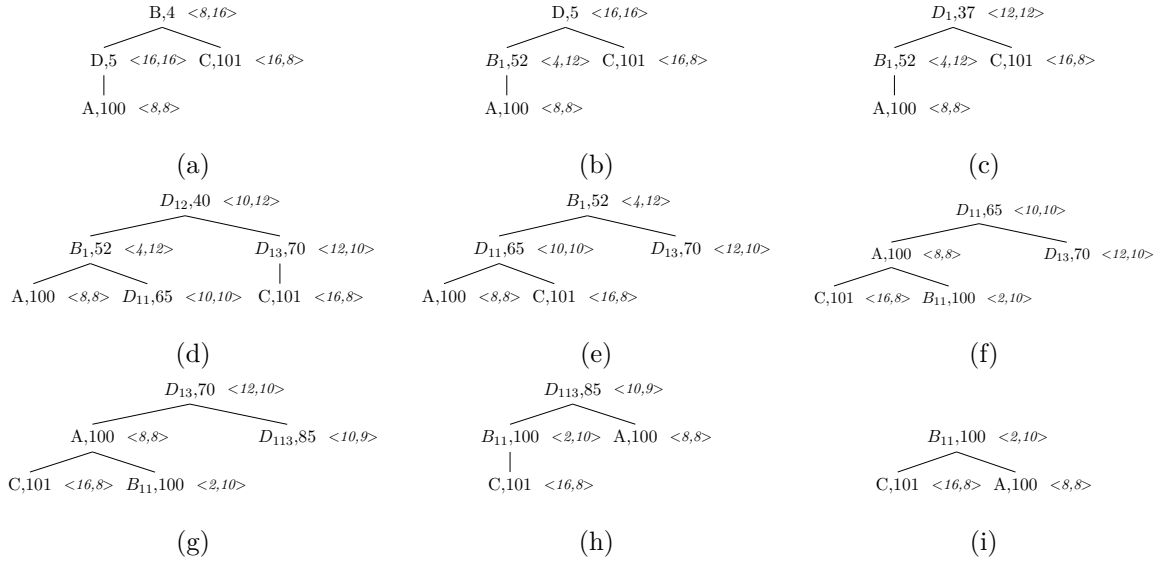 B,4 <8,16>
D,5 <16,16> C,101 <16,8>
A,100 <8,8>
(a)
D,5 <16,16>
B₁,52 <4,12> C,101 <16,8>
A,100 <8,8>
(b)
D₁,37 <12,12>
B₁,52 <4,12> C,101 <16,8>
A,100 <8,8>
(c)
D₁₂,40 <10,12>
B₁,52 <4,12> D₁₃,70 <12,10>
A,100 <8,8> D₁₁,65 <10,10> C,101 <16,8>
(d)
B₁,52 <4,12>
D₁₁,65 <10,10> D₁₃,70 <12,10>
A,100 <8,8> C,101 <16,8>
(e)
D₁₁,65 <10,10>
A,100 <8,8> D₁₃,70 <12,10>
C,101 <16,8> B₁₁,100 <2,10>
(f)
D₁₃,70 <12,10>
A,100 <8,8> D₁₁₃,85 <10,9>
C,101 <16,8> B₁₁,100 <2,10>
(g)
D₁₁₃,85 <10,9>
B₁₁,100 <2,10> A,100 <8,8>
C,101 <16,8>
(h)
B₁₁,100 <2,10>
C,101 <16,8> A,100 <8,8>
(i)